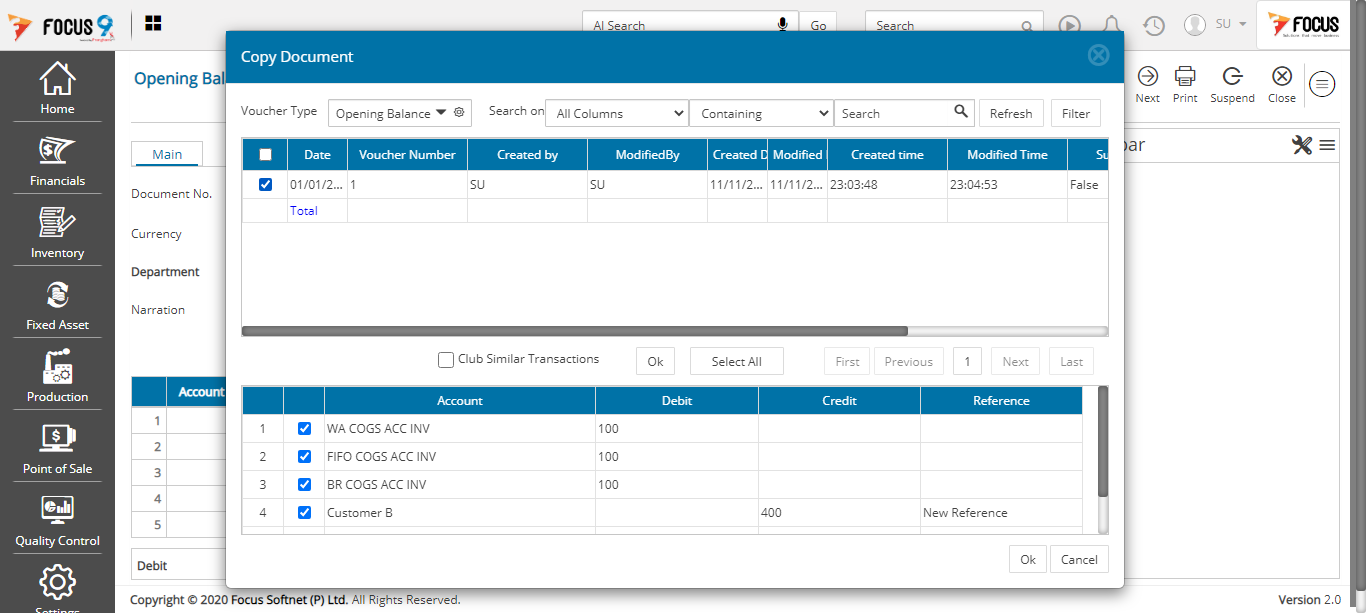 FOCUS 9
AI Search
Go
Search
SU
FOCUS
Home
Financials
Inventory
Fixed Asset
Production
Point of Sale
Quality Control
Settings
Opening Bal
Next Print Suspend Close
Main
bar
Document No.
Currency
Department
Narration
Account
1
2
3
4
5
Debit
Copy Document
Voucher Type Opening Balance Search on All Columns Containing Search Refresh Filter
Date Voucher Number Created by ModifiedBy Created D Modified Created time Modified Time Su
01/01/2... 1 SU SU 11/11/2... 11/11/2... 23:03:48 23:04:53 False
Total
Club Similar Transactions Ok Select All First Previous 1 Next Last
Account Debit Credit Reference
1 WA COGS ACC INV 100
2 FIFO COGS ACC INV 100
3 BR COGS ACC INV 100
4 Customer B 400 New Reference
Ok Cancel
Copyright © 2020 Focus Softnet (P) Ltd. All Rights Reserved.
Version 2.0